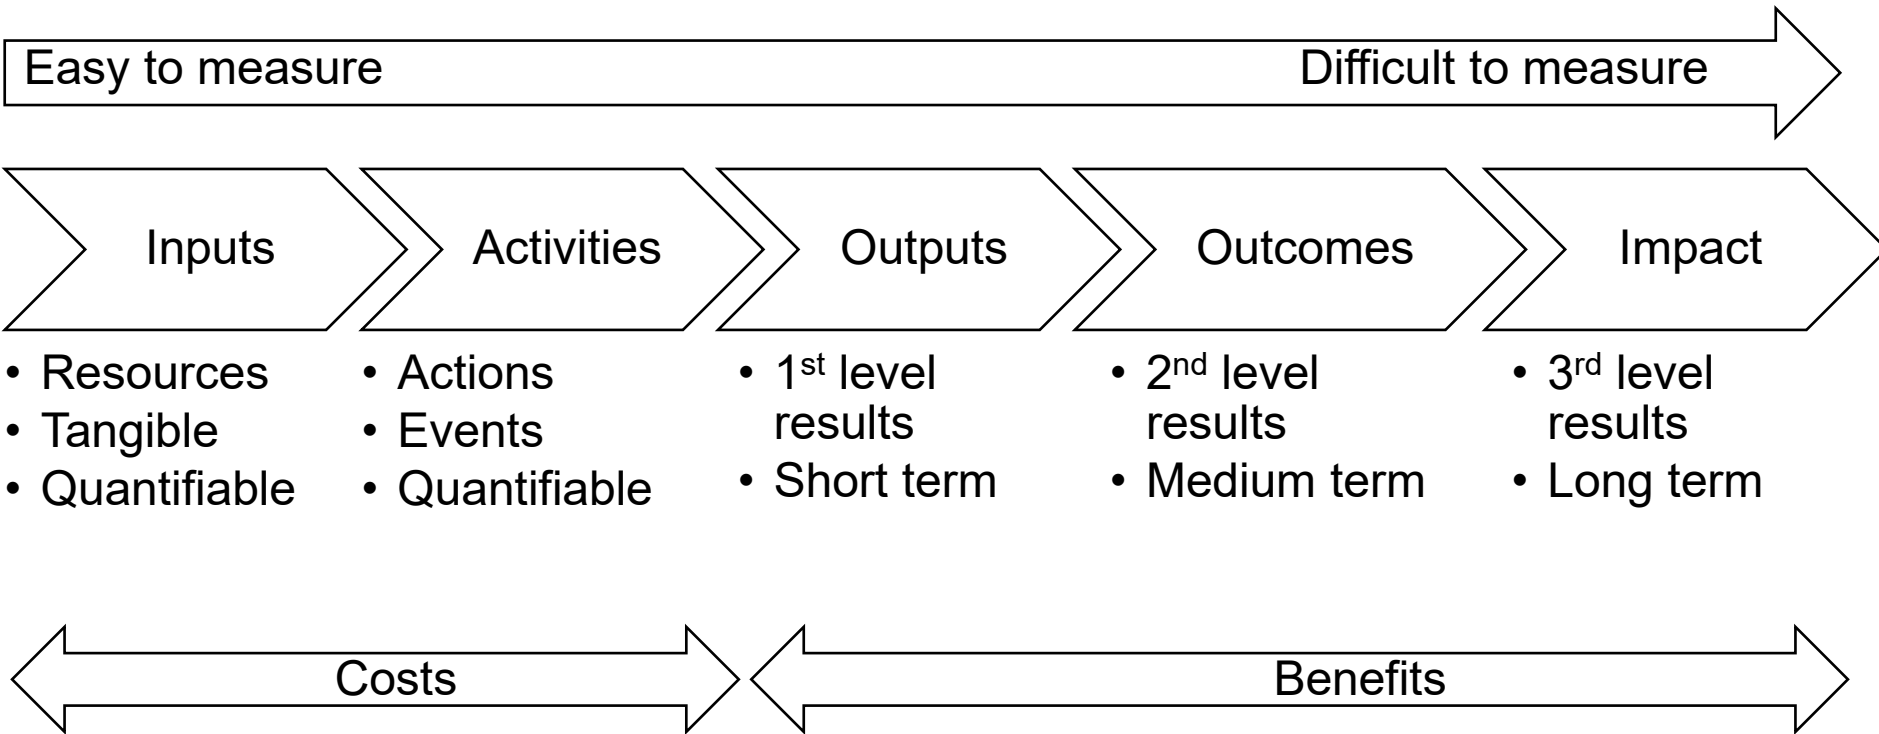 Easy to measure
Difficult to measure
Inputs
Activities
Outputs
Outcomes
Impact
• Resources
• Tangible
• Quantifiable
• Actions
• Events
• Quantifiable
• 1st level
results
• Short term
• 2nd level
results
• Medium term
• 3rd level
results
• Long term
Costs
Benefits